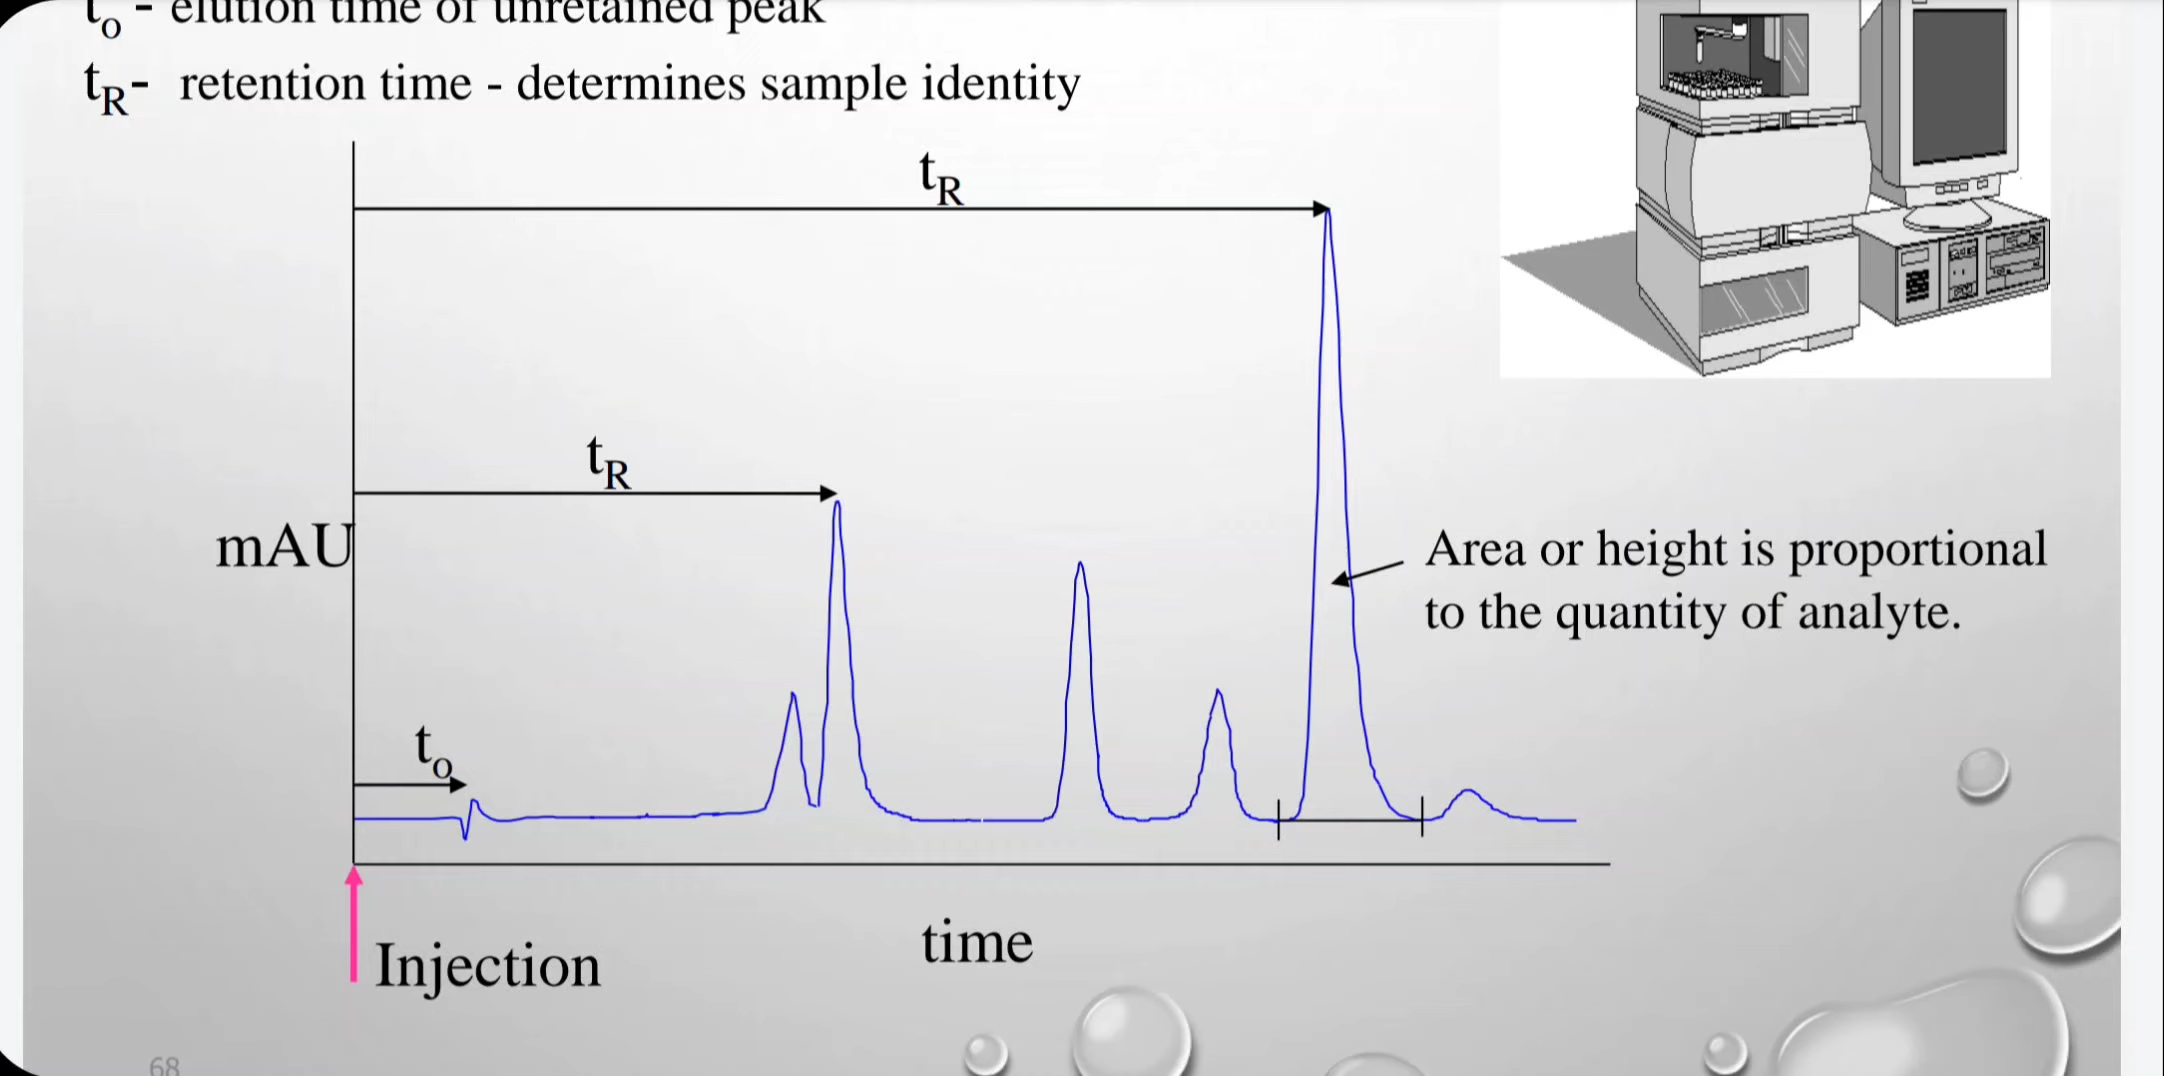 to - elution time of unretained peak
tR- retention time - determines sample identity
tR
tR
mAU
Area or height is proportional
to the quantity of analyte.
to
Injection
time
68